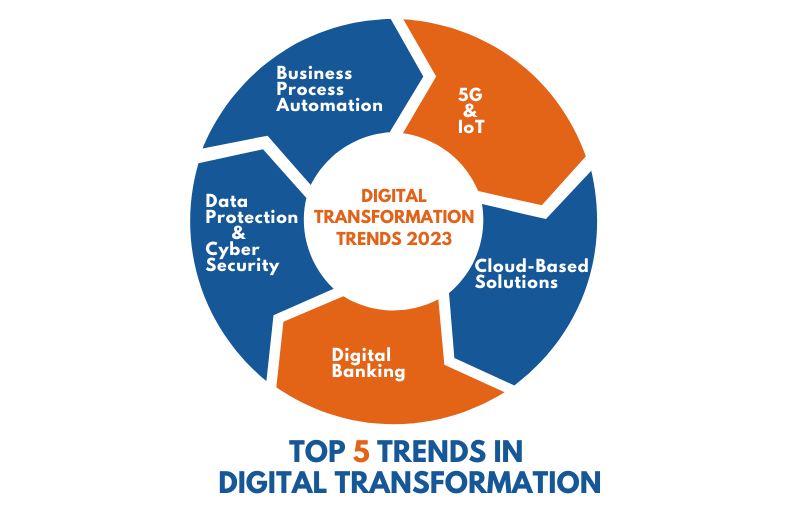 Business
Process
Automation
5G
&
IoT
Data
Protection
&
Cyber
Security
DIGITAL
TRANSFORMATION
TRENDS 2023
Cloud-Based
Solutions
Digital
Banking
TOP 5 TRENDS IN
DIGITAL TRANSFORMATION